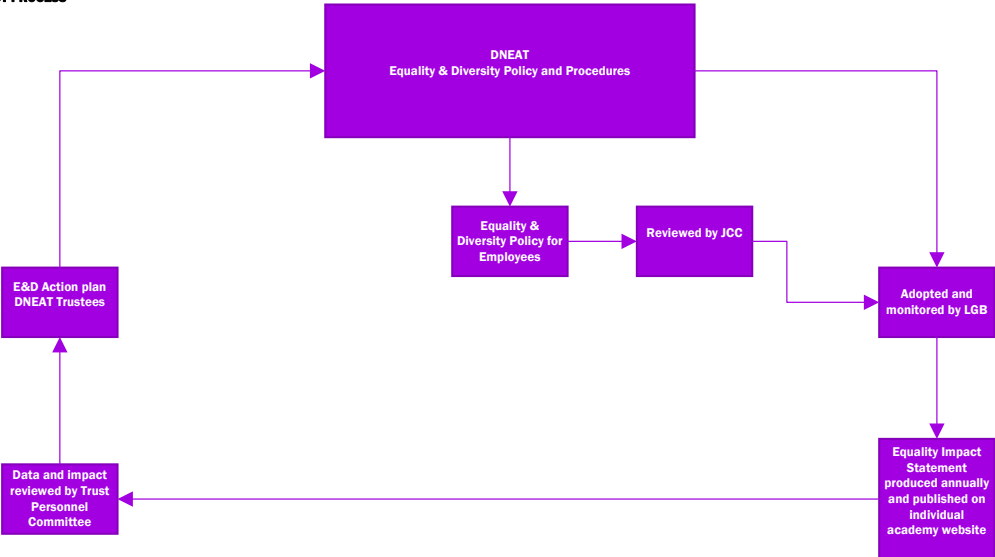 DNEAT
Equality & Diversity Policy and Procedures
Equality &
Diversity Policy for
Employees
Reviewed by JCC
E&D Action plan
DNEAT Trustees
Adopted and
monitored by LGB
Equality Impact
Statement
produced annually
and published on
individual
academy website
Data and impact
reviewed by Trust
Personnel
Committee